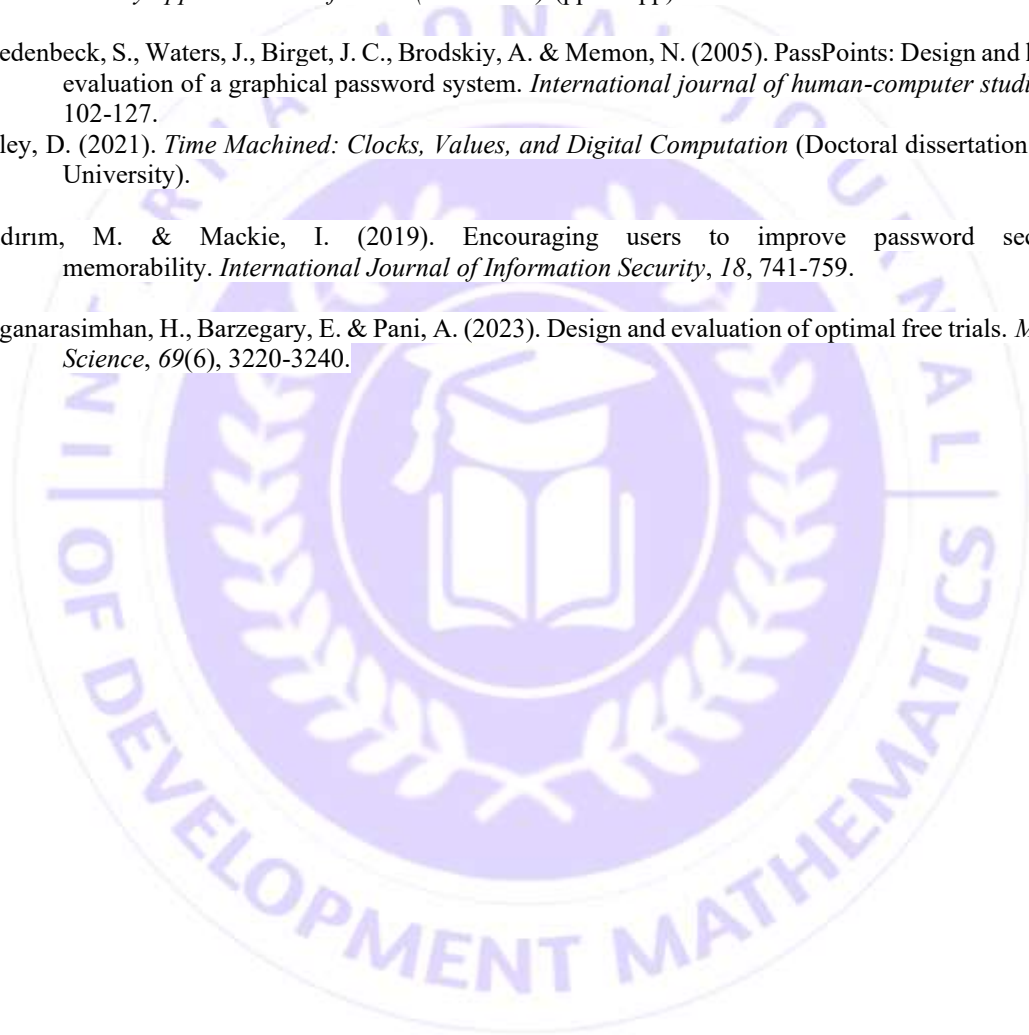 edenbeck, S., Waters, J., Birget, J. C., Brodskiy, A. & Memon, N. (2005). PassPoints: Design and
evaluation of a graphical password system. International journal of human-computer studi
102-127.
ley, D. (2021). Time Machined: Clocks, Values, and Digital Computation (Doctoral dissertation
University).
dırım, M. & Mackie, I. (2019). Encouraging users to improve password sec
memorability. International Journal of Information Security, 18, 741-759.
ganarasimhan, H., Barzegary, E. & Pani, A. (2023). Design and evaluation of optimal free trials. M
Science, 69(6), 3220-3240.
JOURNAL
OF DEVELOPMENT MATHEMATICS